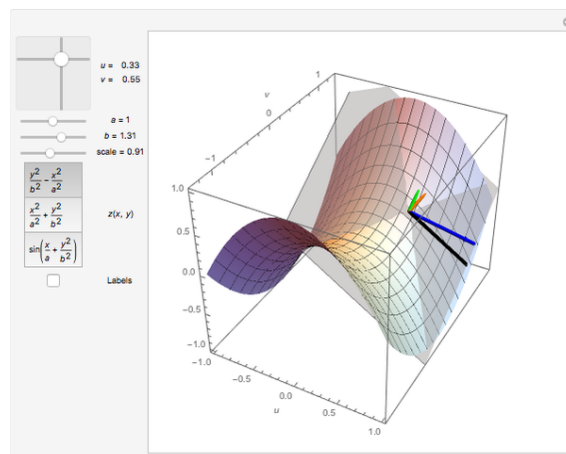 u = 0.33
v = 0.55
a = 1
b = 1.31
scale = 0.91
y²/b² - x²/a²
x²/a² + y²/b²
z(x, y)
sin(x/a + y²/b²)
Labels
1
v
0
-1
1.0
0.5
0.0
-0.5
-1.0
-1.0
-0.5
0.0
u
0.5
1.0